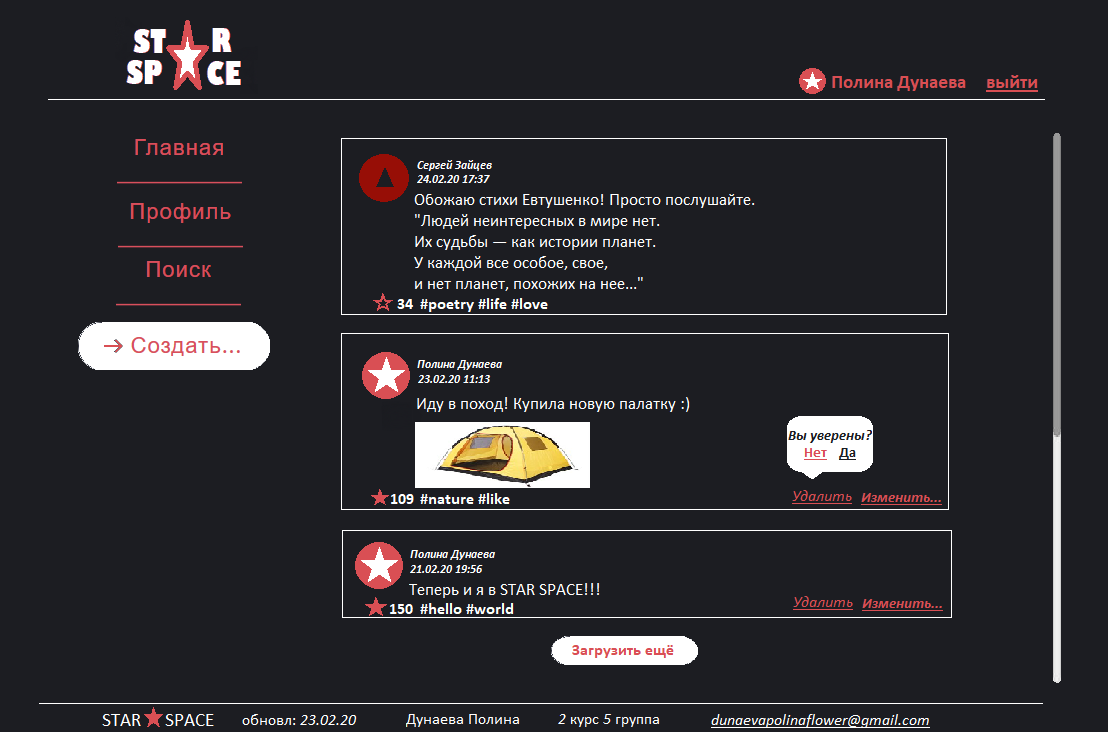 ST R
SP CE
Полина Дунаева выйти
Главная
Профиль
Поиск
→ Создать...
Сергей Зайцев
24.02.20 17:37
Обожаю стихи Евтушенко! Просто послушайте.
"Людей неинтересных в мире нет.
Их судьбы — как истории планет.
У каждой все особое, свое,
и нет планет, похожих на нее..."
34 #poetry #life #love
Полина Дунаева
23.02.20 11:13
Иду в поход! Купила новую палатку :)
Вы уверены?
Нет Да
109 #nature #like
Удалить Изменить...
Полина Дунаева
21.02.20 19:56
Теперь и я в STAR SPACE!!!
150 #hello #world
Удалить Изменить...
Загрузить ещё
STAR SPACE обновл: 23.02.20 Дунаева Полина 2 курс 5 группа dunaevapolinaflower@gmail.com